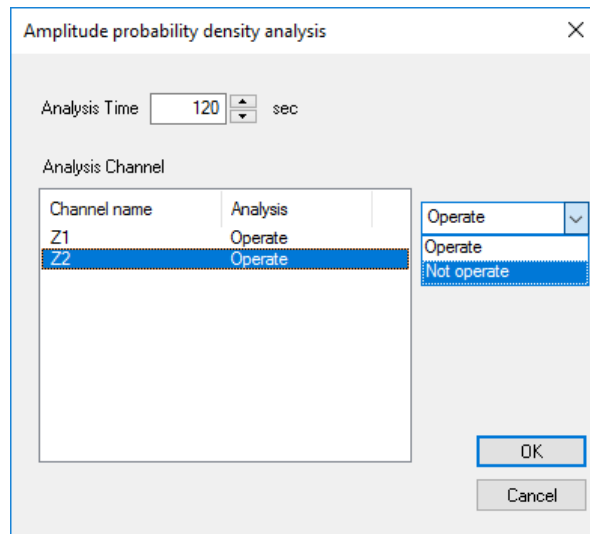 Amplitude probability density analysis
Analysis Time 120 sec
Analysis Channel
Channel name Analysis
Z1 Operate
Z2 Operate
Operate
Operate
Not operate
OK
Cancel